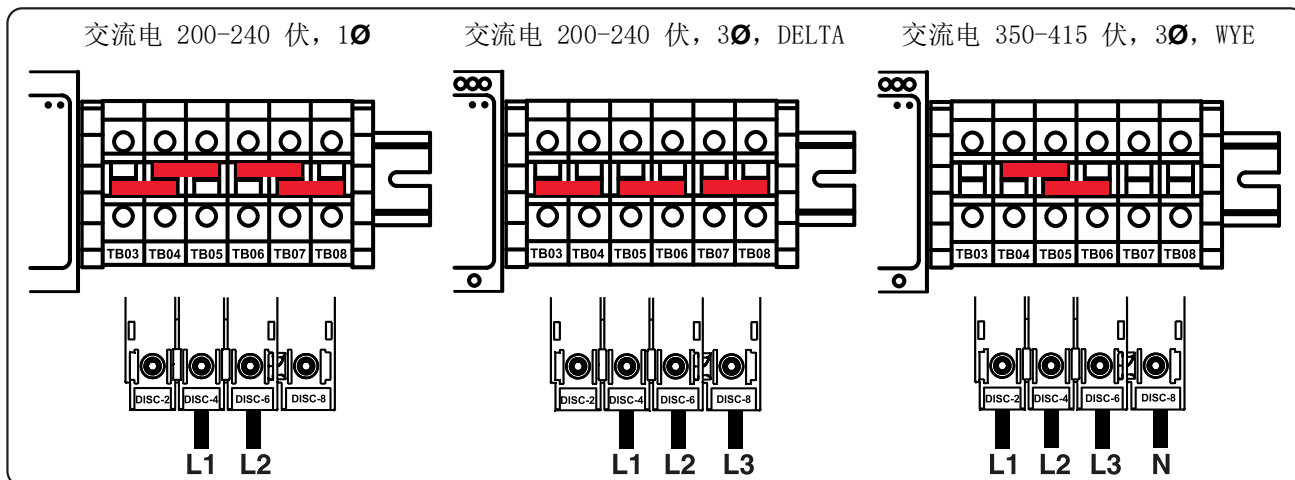 交流电 200-240 伏, 1Ø
交流电 200-240 伏, 3Ø, DELTA
交流电 350-415 伏, 3Ø, WYE
TB03 TB04 TB05 TB06 TB07 TB08
TB03 TB04 TB05 TB06 TB07 TB08
TB03 TB04 TB05 TB06 TB07 TB08
DISC-2 DISC-4 DISC-6 DISC-8
DISC-2 DISC-4 DISC-6 DISC-8
DISC-2 DISC-4 DISC-6 DISC-8
L1 L2
L1 L2 L3
L1 L2 L3 N